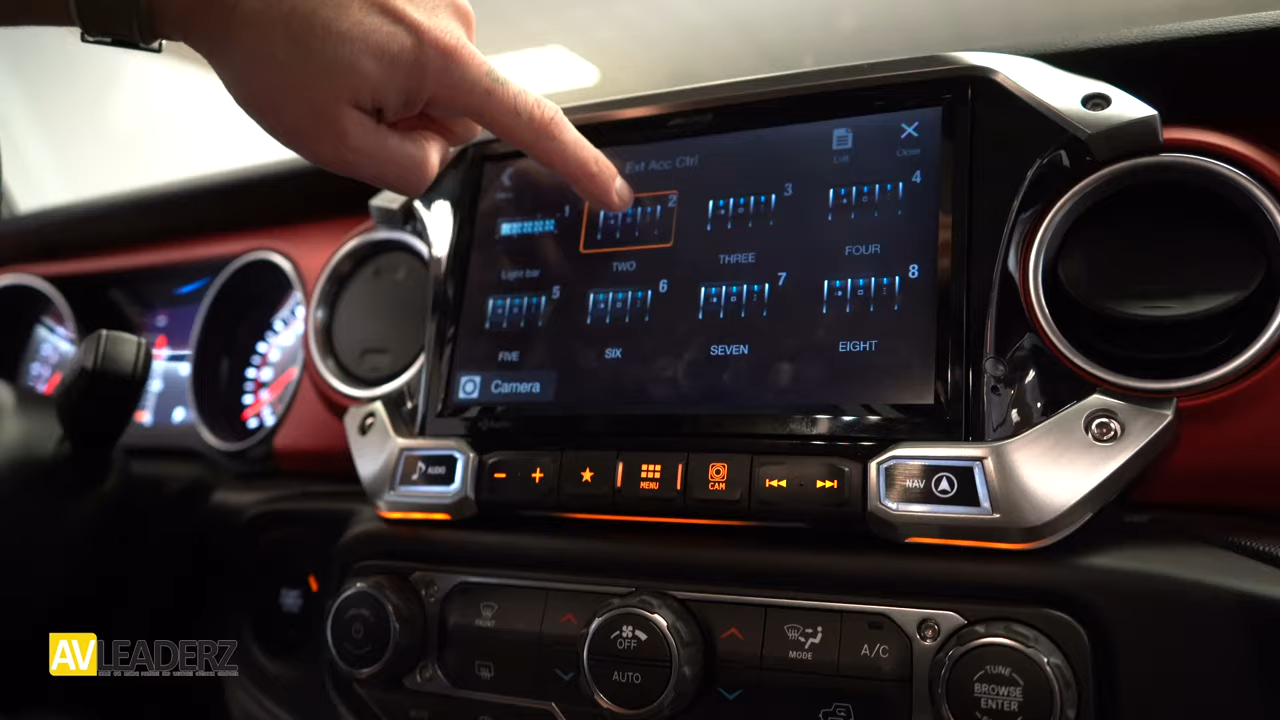 Ext Acc Ctrl
Close
1
2
3
4
Light bar
TWO
THREE
FOUR
5
6
7
8
FIVE
SIX
SEVEN
EIGHT
Camera
AUDIO
- +
MENU
CAM
NAV
FRONT
OFF
AUTO
MODE
A/C
TUNE
BROWSE
ENTER
AVLEADERZ